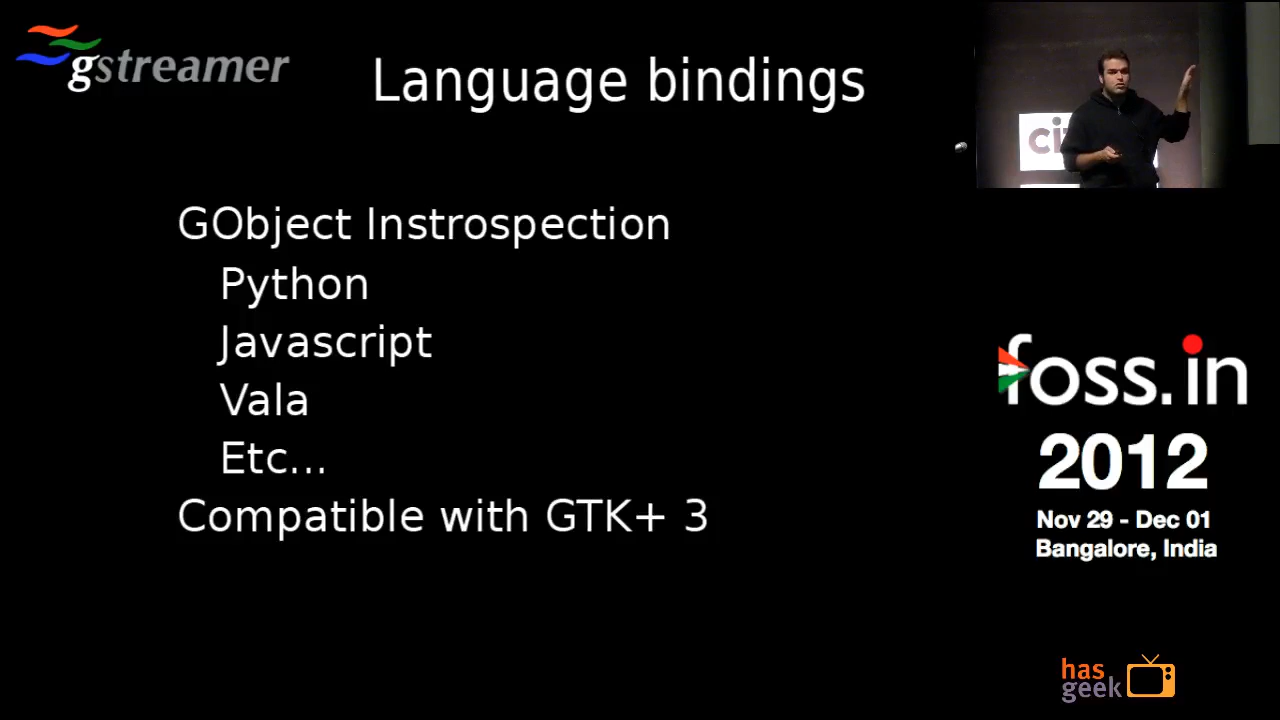 gstreamer
Language bindings
GObject Instrospection
Python
Javascript
Vala
Etc...
Compatible with GTK+ 3
ci
foss.in
2012
Nov 29 - Dec 01
Bangalore, India
has
geek